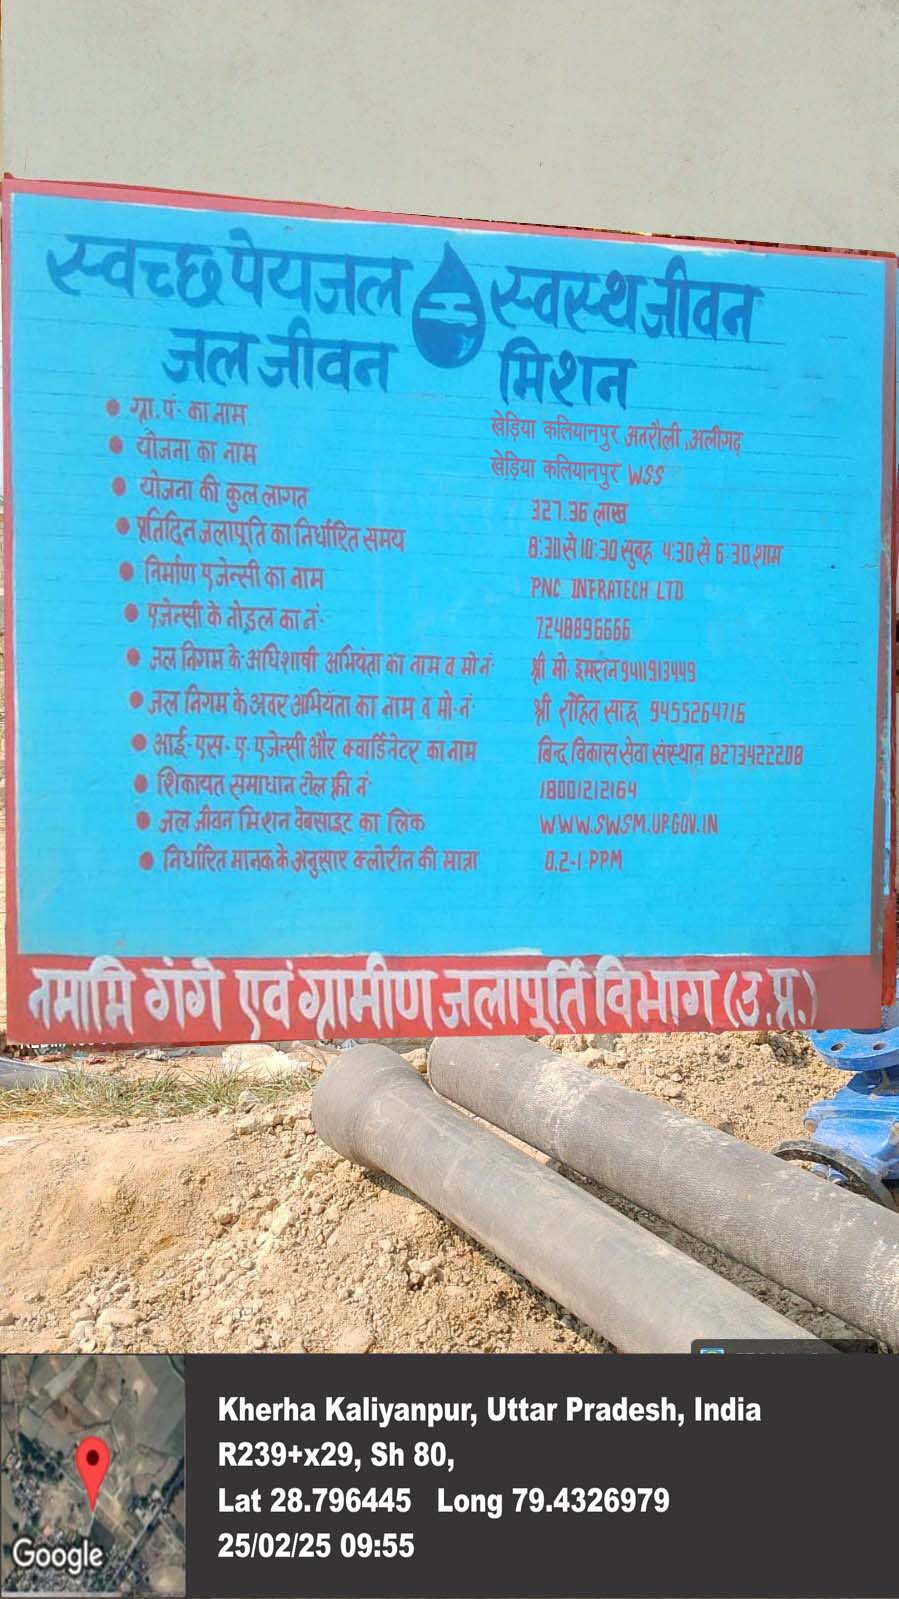 स्वच्छ पेयजल स्वस्थ जीवन
जल जीवन मिशन
ग्रा. पं. का नाम खेड़िया कलियानपुर अतरौली, अलीगढ़
योजना का नाम खेड़िया कलियानपुर WSS
योजना की कुल लागत 327.36 लाख
प्रतिदिन जलापूर्ति का निर्धारित समय 8:30 से 10:30 सुबह 4:30 से 6:30 शाम
निर्माण एजेन्सी का नाम PNC INFRATECH LTD
एजेन्सी के नोडल का नं. 7248896666
जल निगम के अधिशाषी अभियंता का नाम व मो नं श्री मो. इमरान 9411913449
जल निगम के अवर अभियंता का नाम व मो. नं. श्री रोहित साहू 9455264716
आई. एस. ए. एजेन्सी और क्वार्डिनेटर का नाम बिन्द विकास सेवा संस्थान 8273422208
शिकायत समाधान टोल फ्री नं. 18001212164
जल जीवन मिशन वेबसाइट का लिंक WWW.SWSM.UP.GOV.IN
निर्धारित मानक के अनुसार क्लोरीन की मात्रा 0.2-1 PPM
नमामि गंगे एवं ग्रामीण जलापूर्ति विभाग (उ.प्र.)
Kherha Kaliyanpur, Uttar Pradesh, India
R239+x29, Sh 80,
Lat 28.796445 Long 79.4326979
25/02/25 09:55
Google